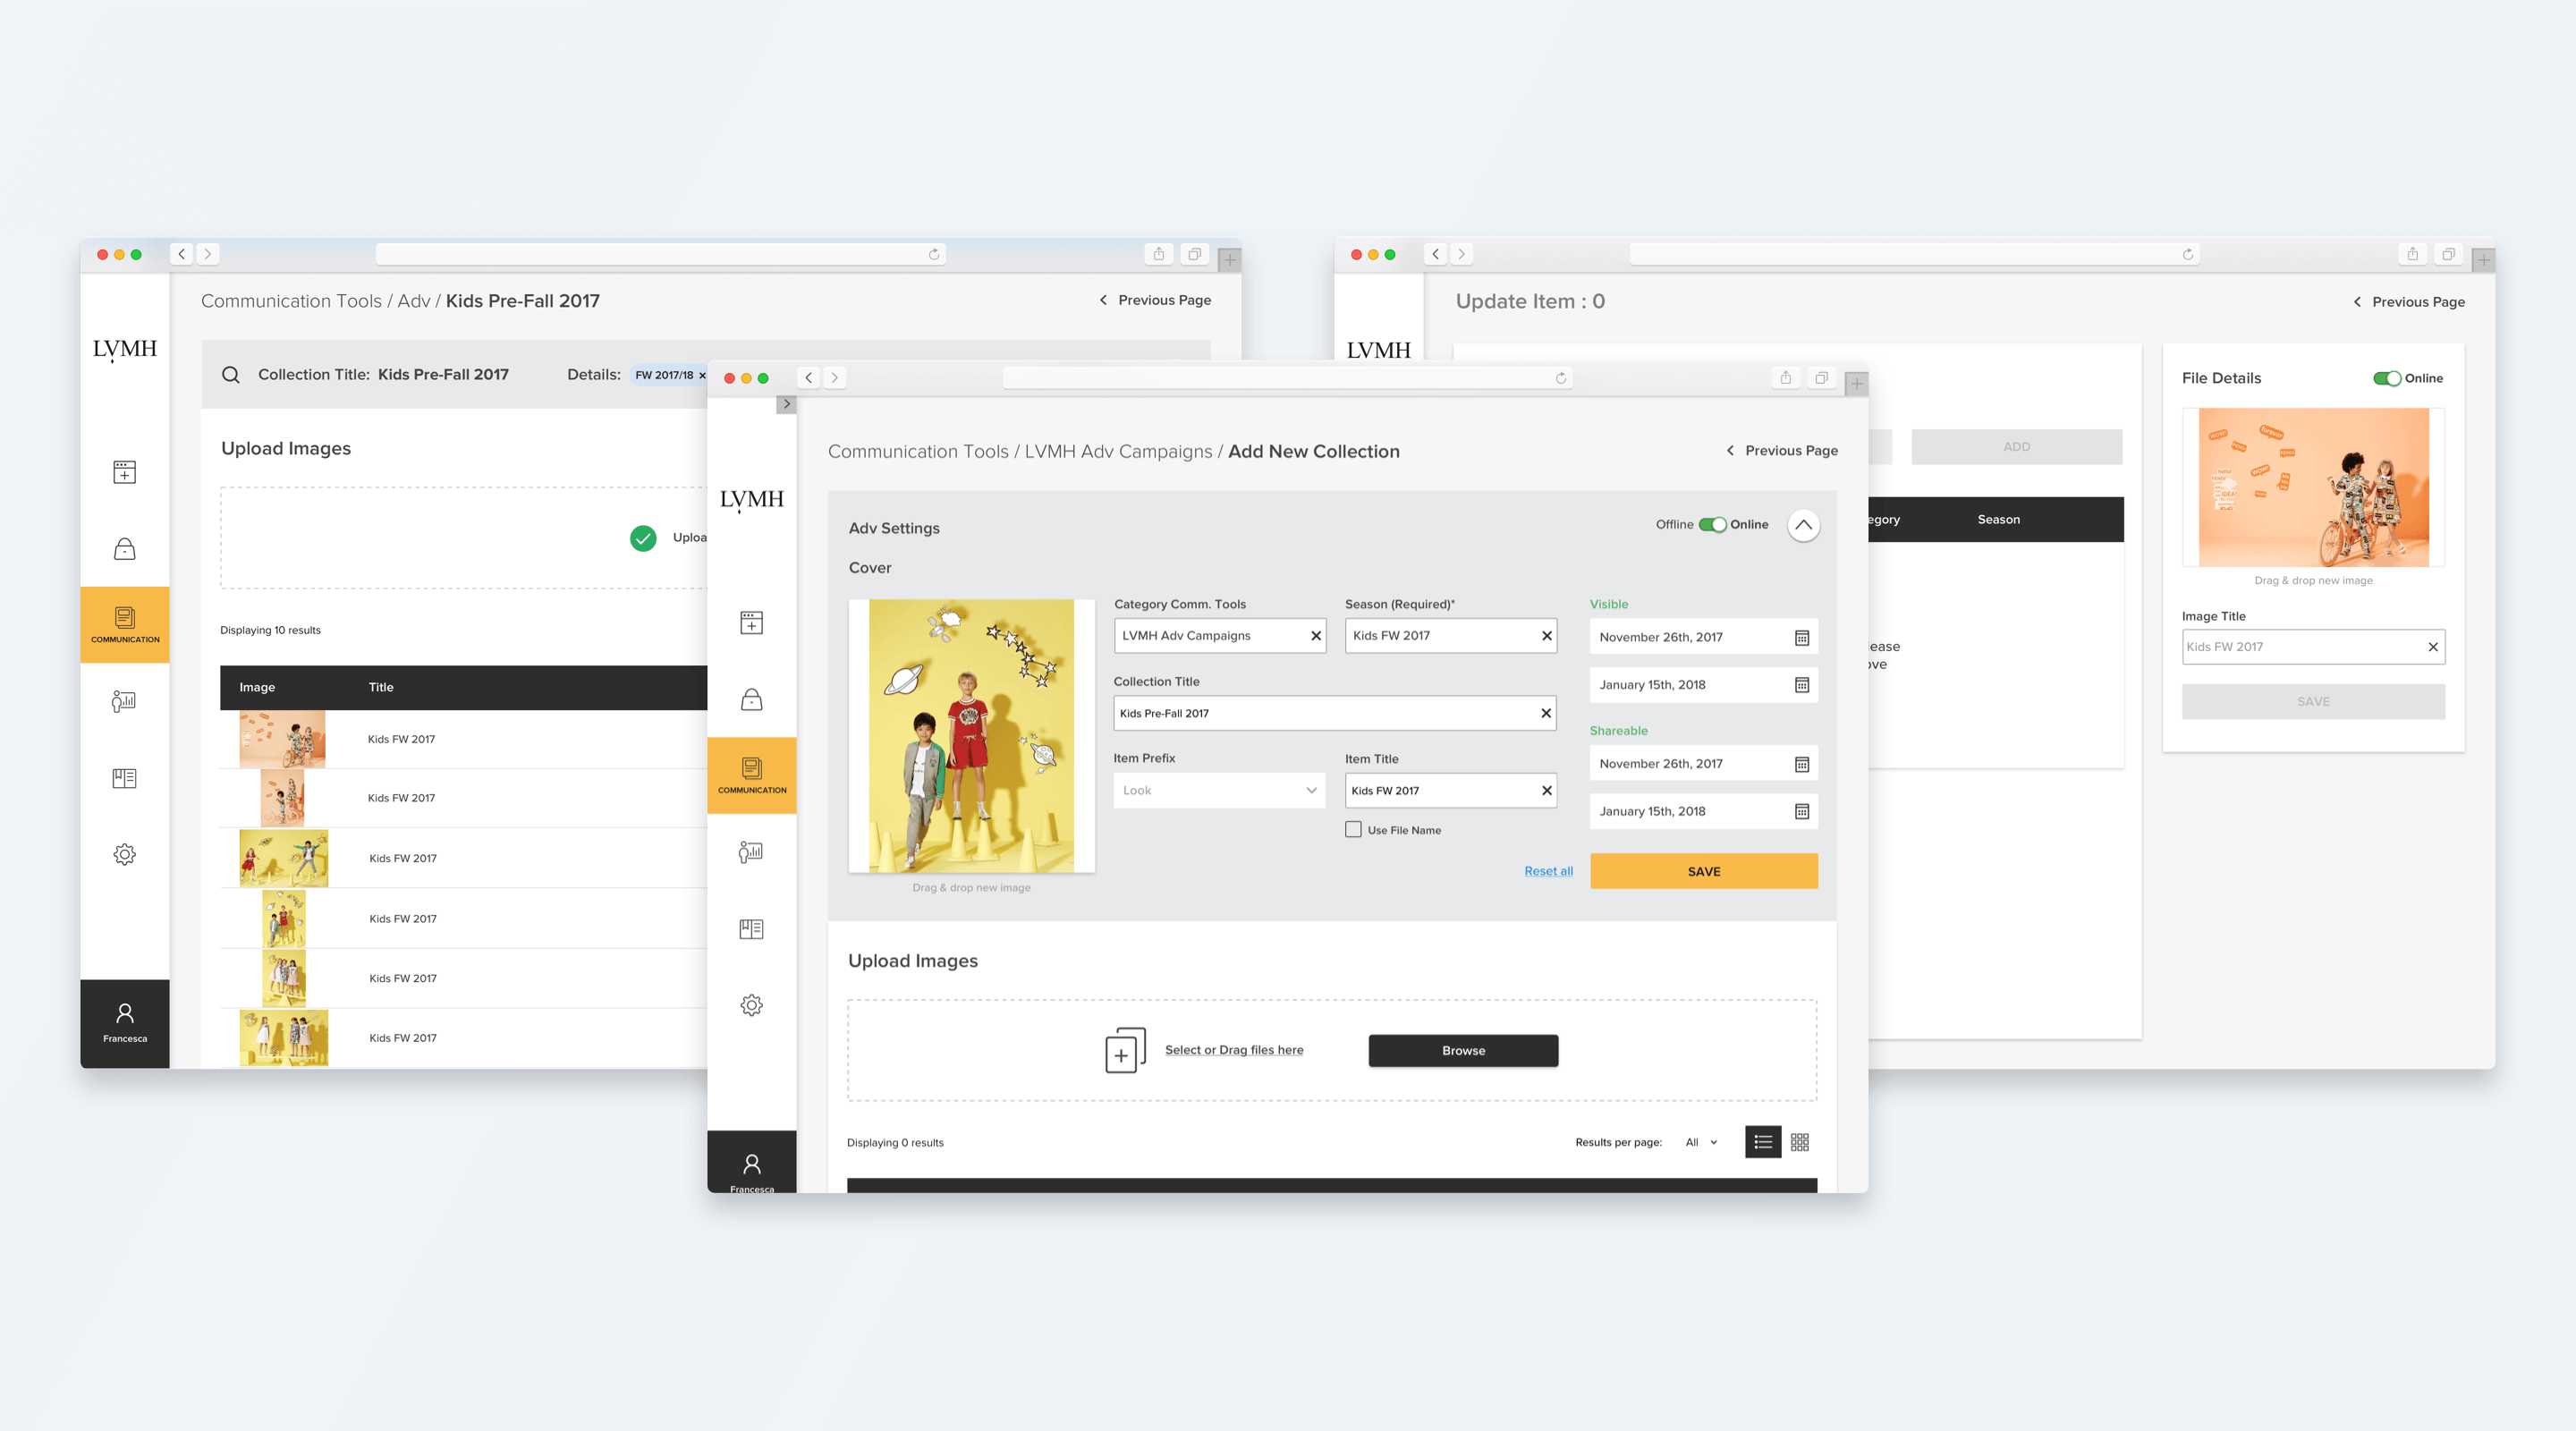 Communication Tools / Adv / Kids Pre-Fall 2017
Previous Page
LVMH
Collection Title: Kids Pre-Fall 2017
Details:
FW 2017/18
Upload Images
Displaying 10 results
Image
Title
Kids FW 2017
Kids FW 2017
Kids FW 2017
Kids FW 2017
Kids FW 2017
Kids FW 2017
COMMUNICATION
Francesca
Communication Tools / LVMH Adv Campaigns / Add New Collection
Previous Page
LVMH
COMMUNICATION
Francesca
Adv Settings
Offline
Online
Cover
Drag & drop new image
Category Comm. Tools
LVMH Adv Campaigns
Season (Required)*
Kids FW 2017
Collection Title
Kids Pre-Fall 2017
Item Prefix
Look
Item Title
Kids FW 2017
Use File Name
Visible
November 26th, 2017
January 15th, 2018
Shareable
November 26th, 2017
January 15th, 2018
Reset all
SAVE
Upload Images
Select or Drag files here
Browse
Displaying 0 results
Results per page:
All
Update Item : 0
Previous Page
LVMH
ADD
Season
File Details
Online
Drag & drop new image
Image Title
Kids FW 2017
SAVE